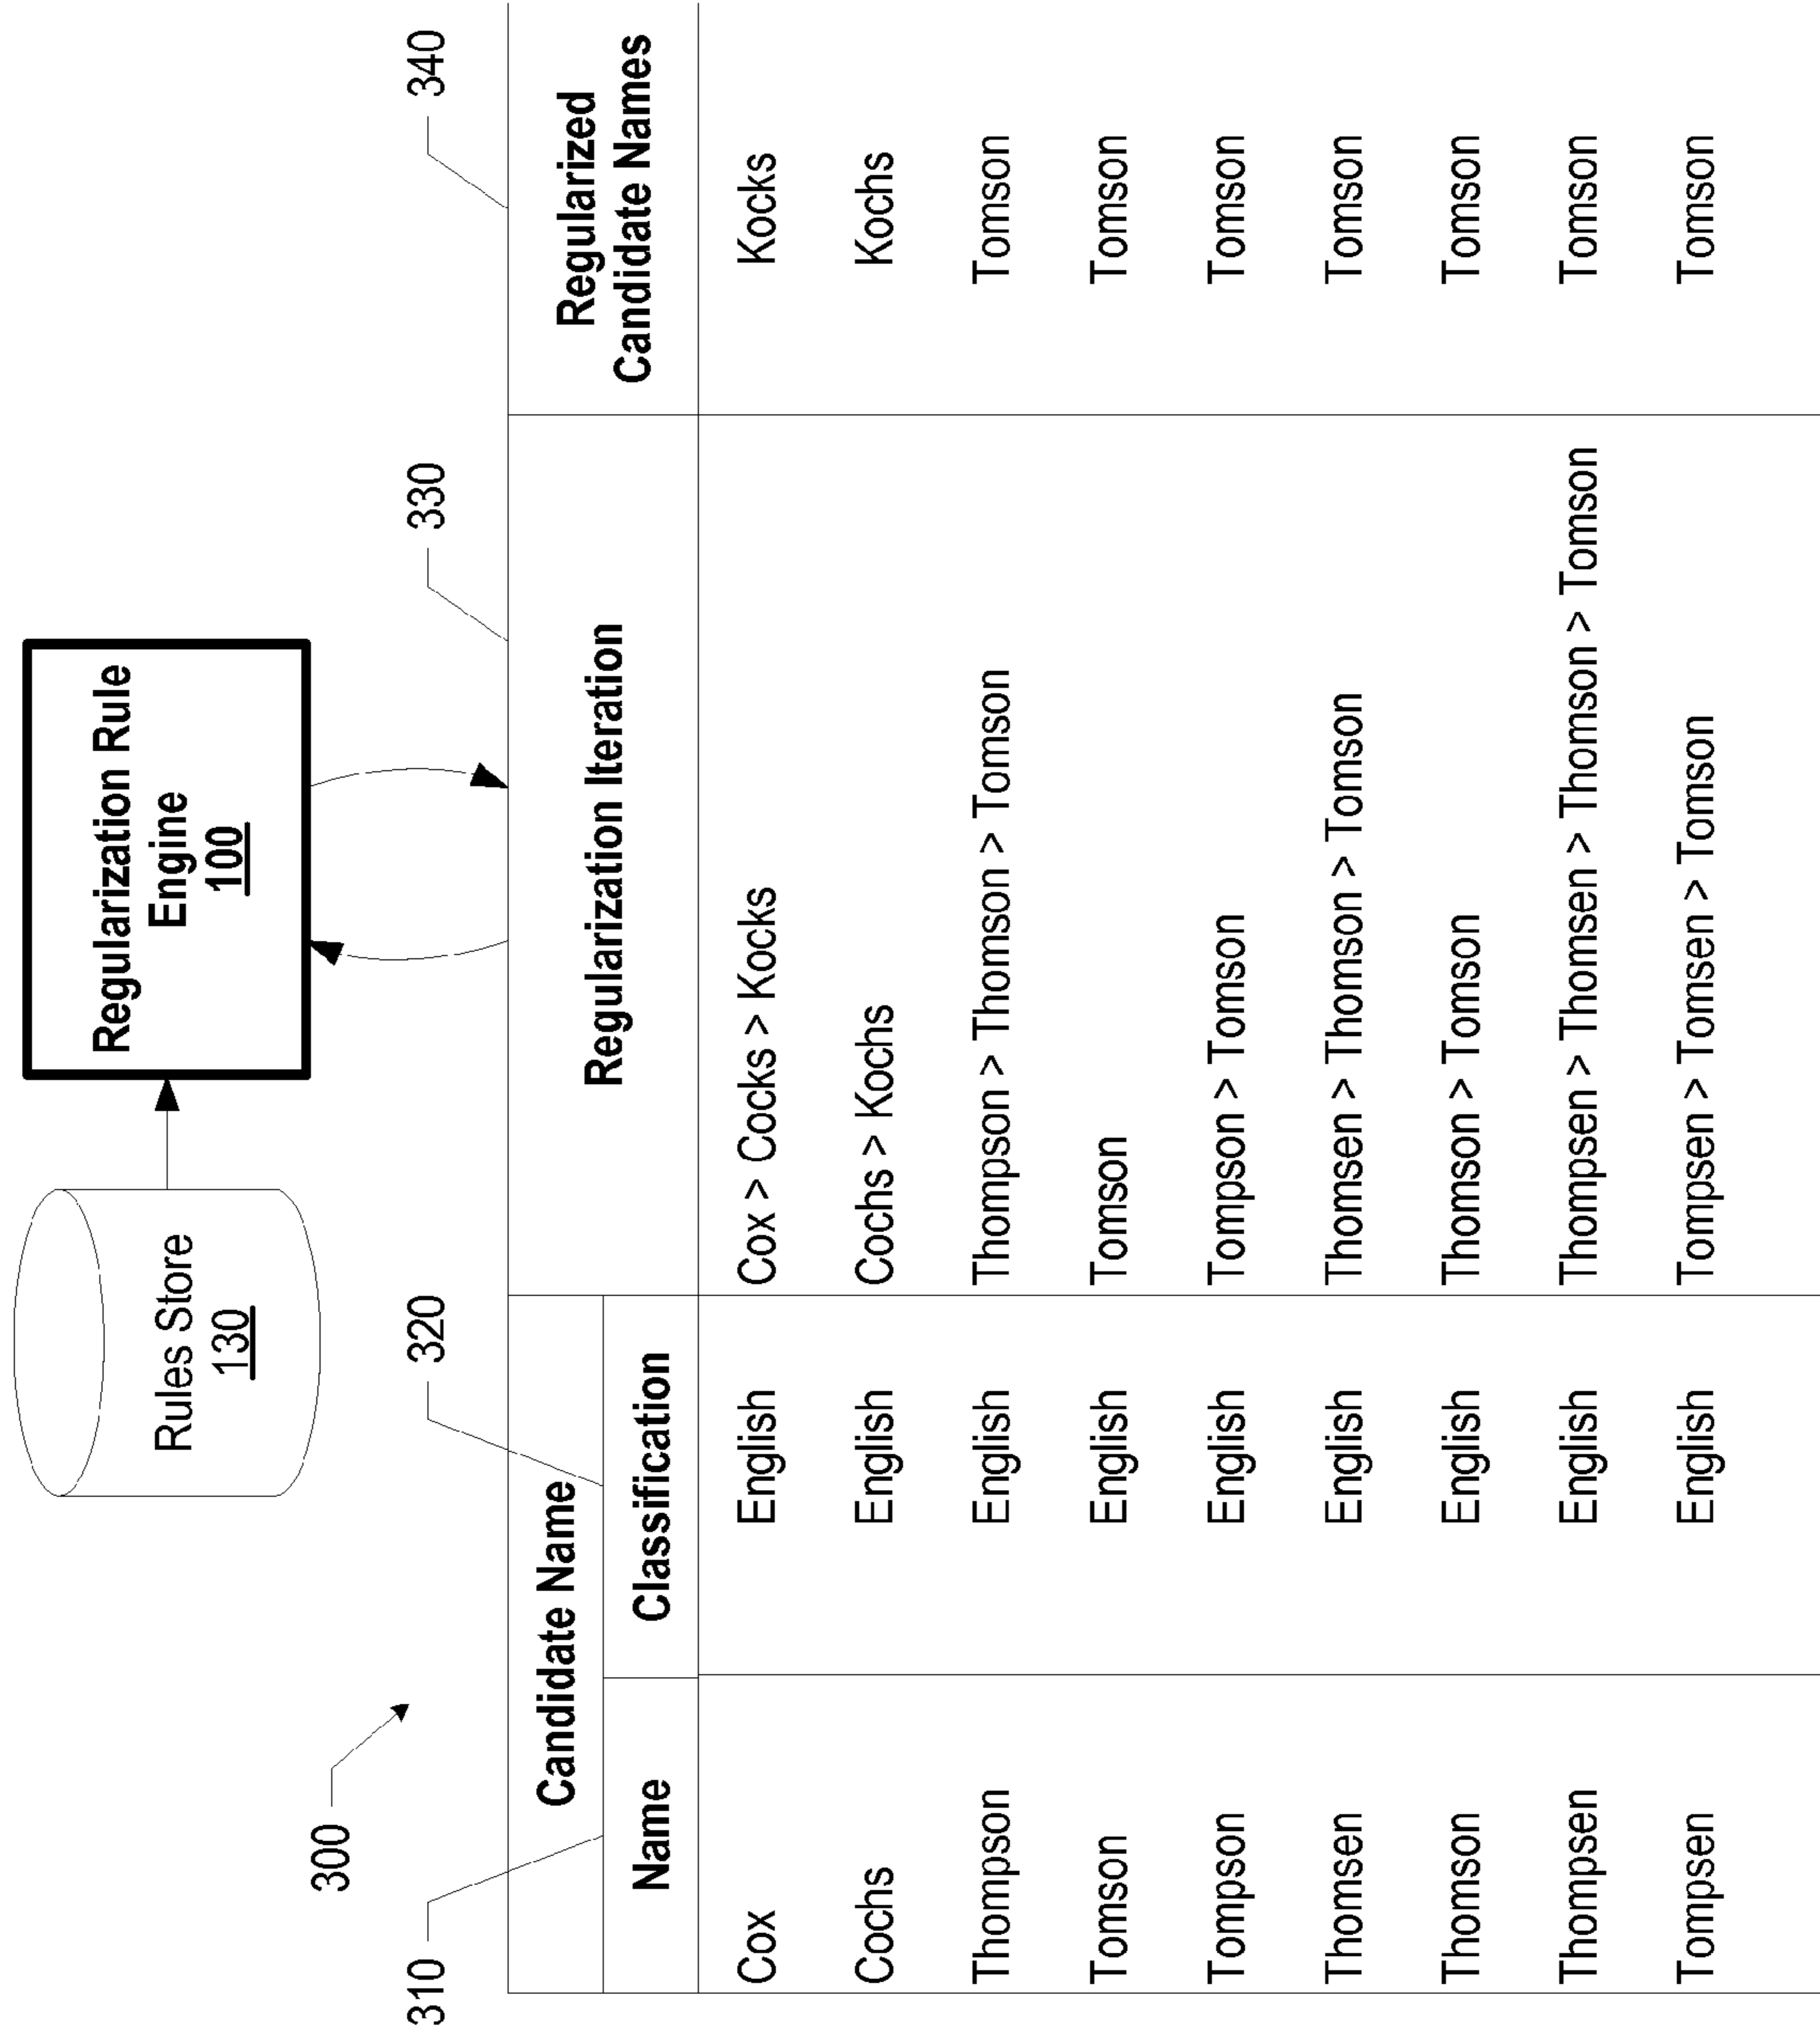 Rules Store
130
Regularization Rule
Engine
100
300
310
320
330
340
Candidate Name
Name
Classification
Regularization Iteration
Regularized
Candidate Names
Cox English Cox > Cocks > Kocks Kocks
Cochs English Cochs > Kochs Kochs
Thompson English Thompson > Thomson > Tomson Tomson
Tomson English Tomson Tomson
Tompson English Tompson > Tomson Tomson
Thomsen English Thomsen > Thomson > Tomson Tomson
Thomson English Thomson > Tomson Tomson
Thompsen English Thompsen > Thomsen > Thomson > Tomson Tomson
Tompsen English Tompsen > Tomsen > Tomson Tomson